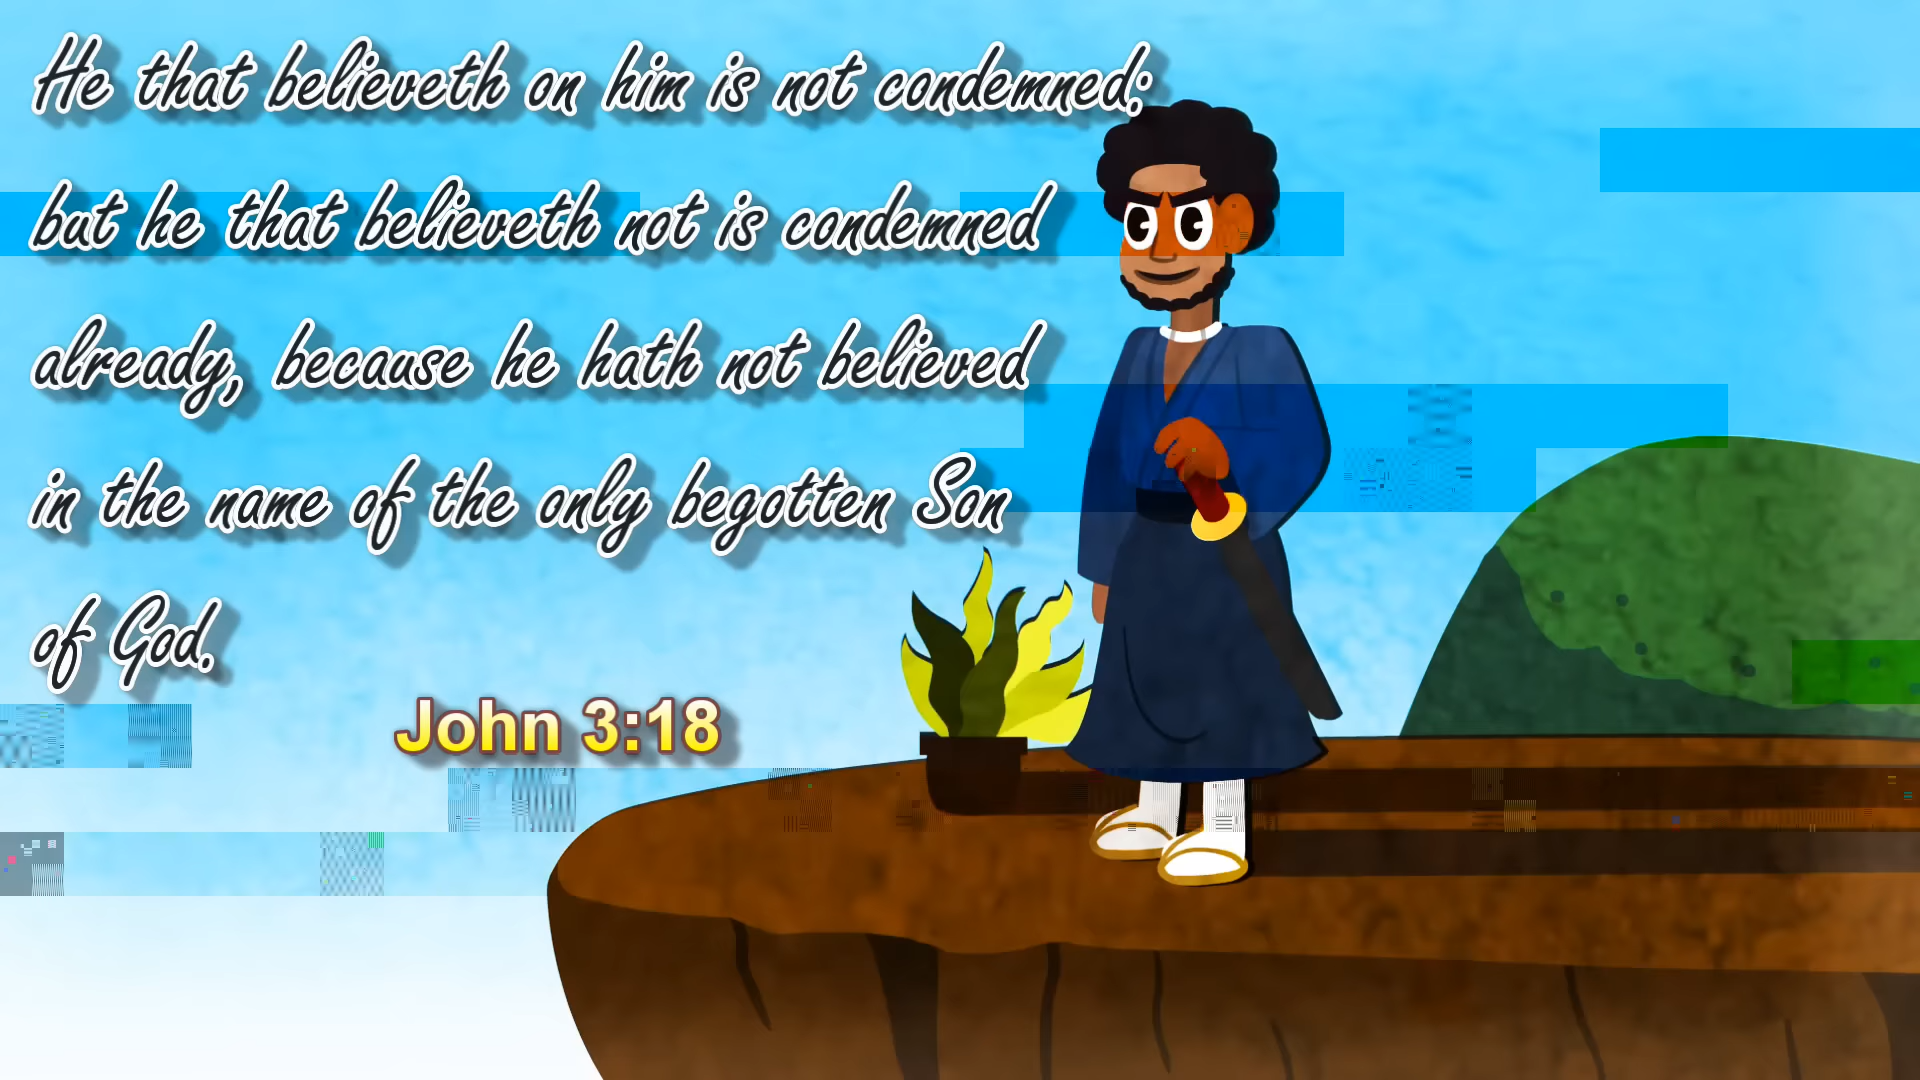 He that believeth on him is not condemned:
but he that believeth not is condemned
already, because he hath not believed
in the name of the only begotten Son
of God.
John 3:18